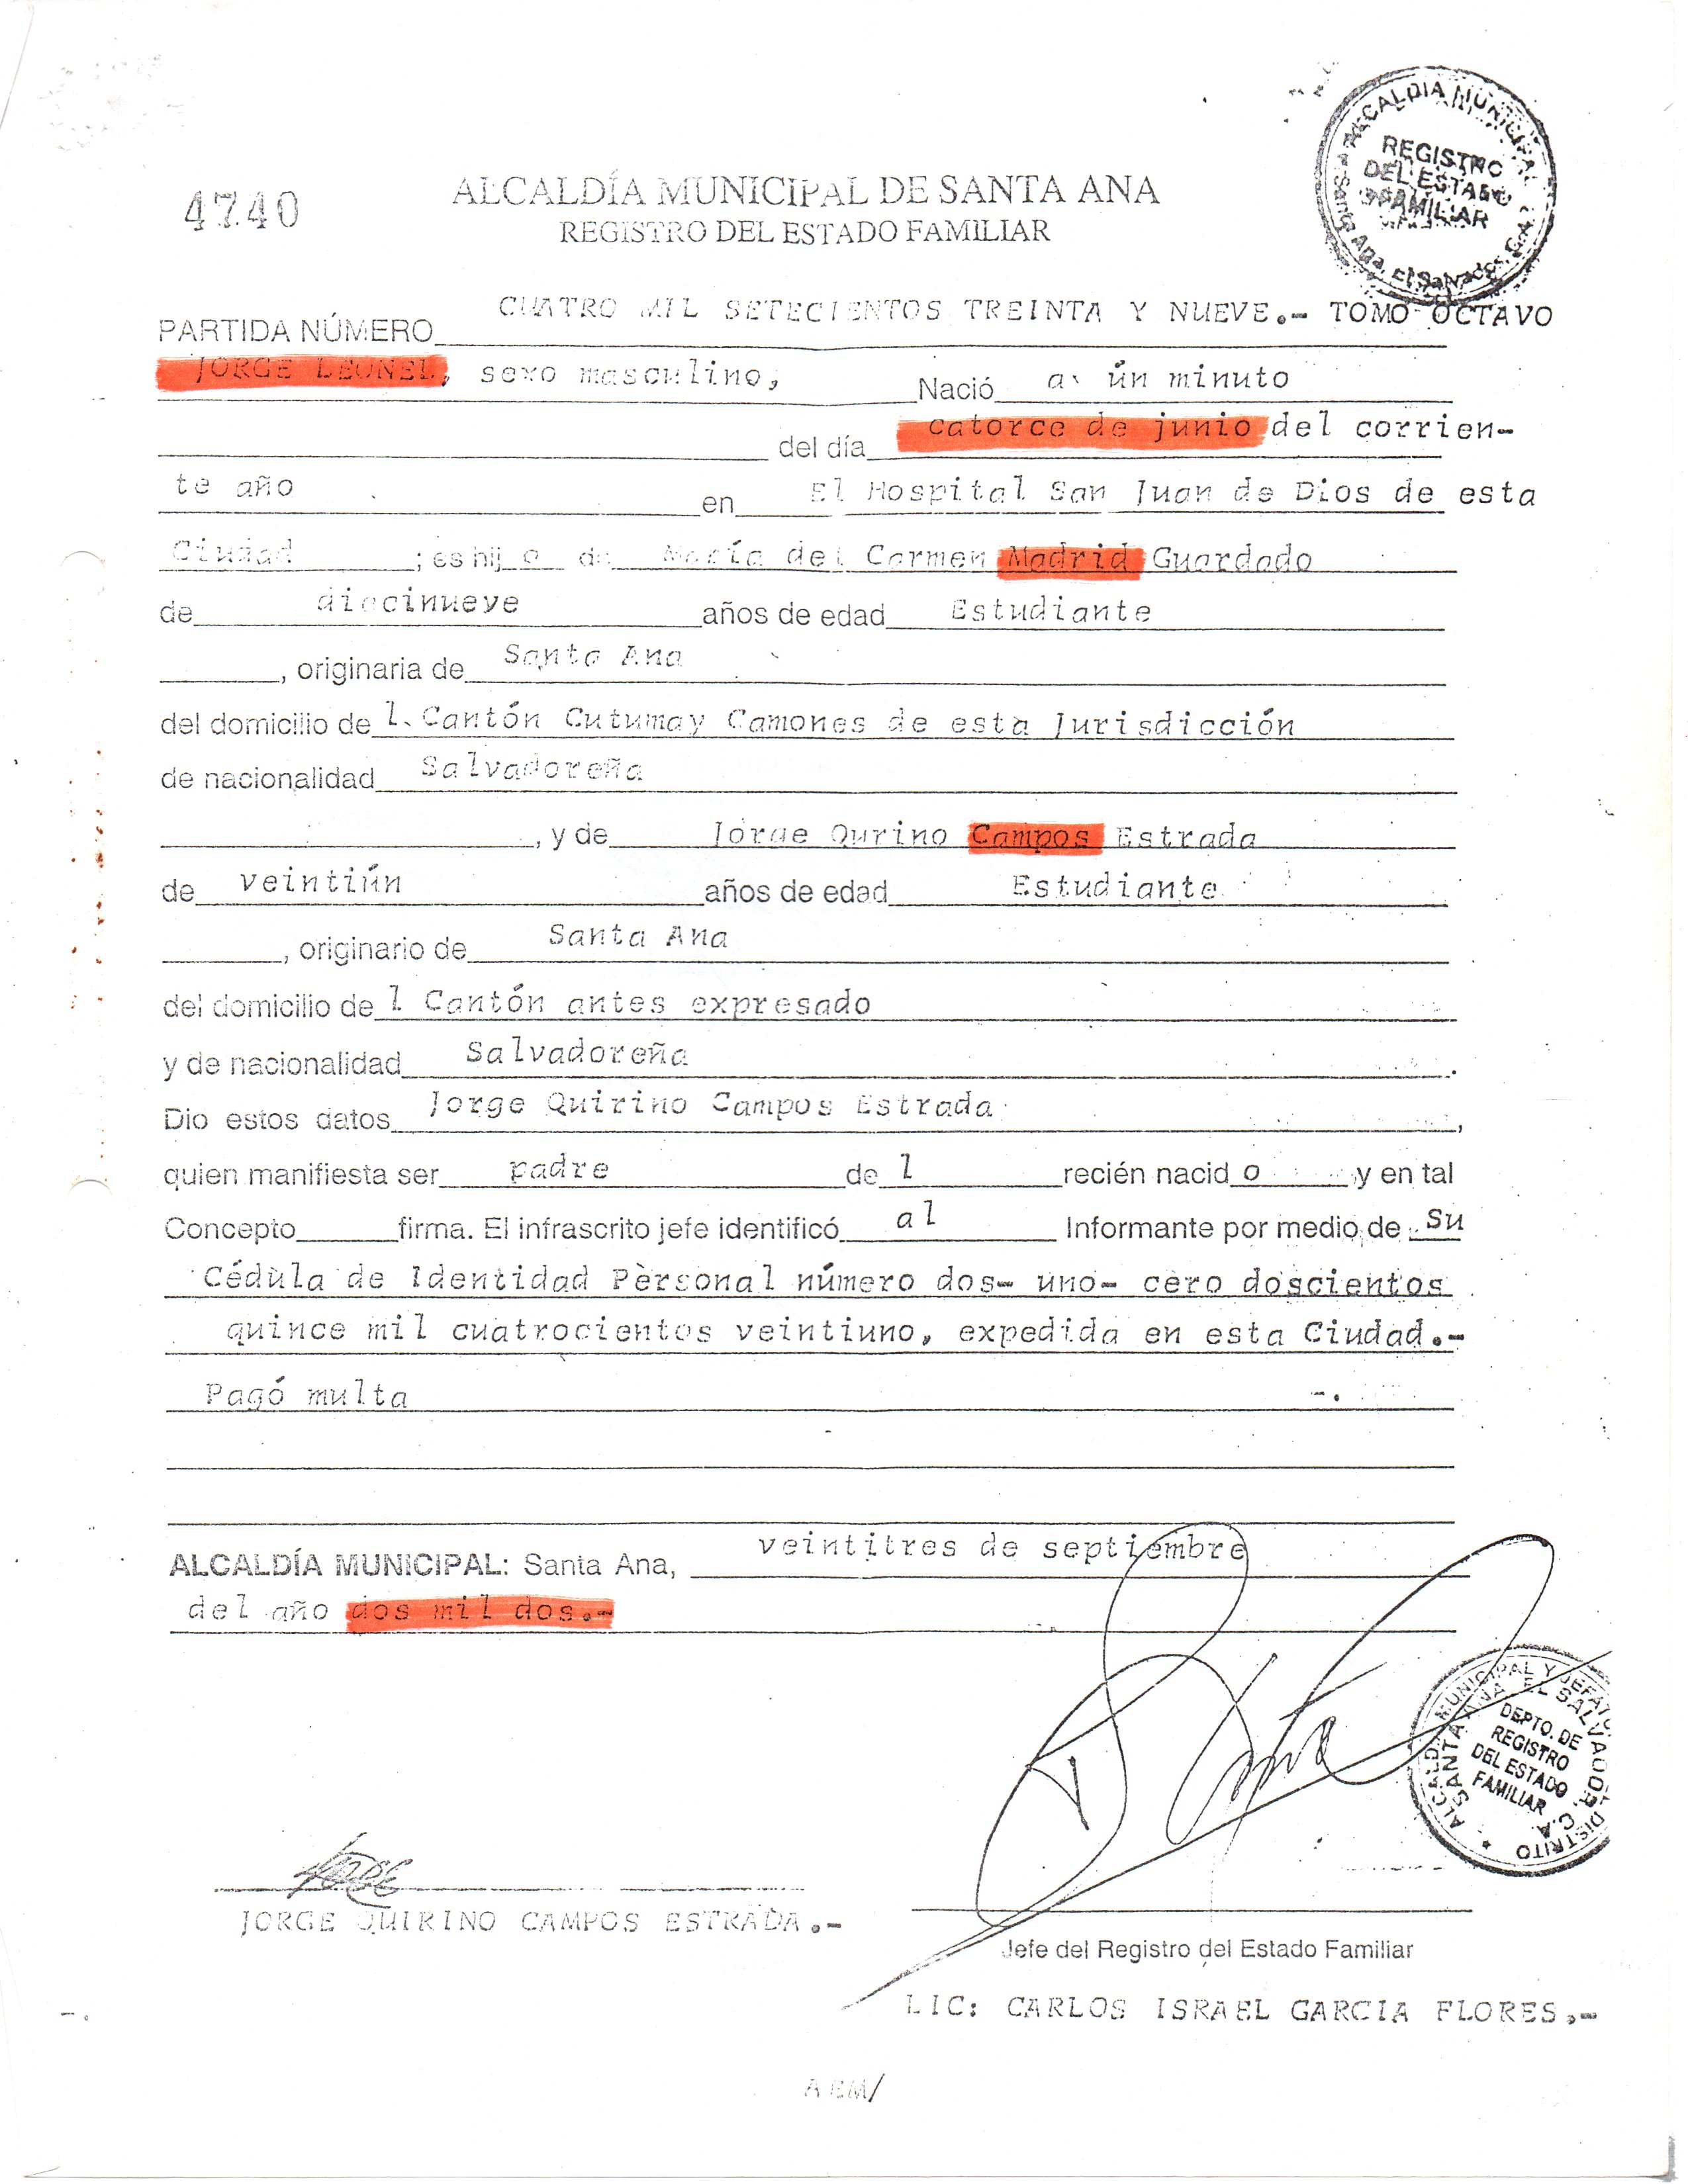 4740
ALCALDÍA MUNICIPAL DE SANTA ANA
REGISTRO DEL ESTADO FAMILIAR
ALCALDIA MUNICIPAL
REGISTRO
DEL ESTADO
FAMILIAR
Santa Ana, El Salvador, C.A.
PARTIDA NÚMERO CUATRO MIL SETECIENTOS TREINTA Y NUEVE.- TOMO OCTAVO
JORGE LEONEL, sexo masculino, Nació a ún minuto
del día catorce de junio del corrien-
te año en El Hospital San Juan de Dios de esta
Ciudad ; es hij o de María del Carmen Madrid Guardado
de diecinueve años de edad Estudiante
, originaria de Santa Ana
del domicilio de l Cantón Cutumay Camones de esta Jurisdicción
de nacionalidad Salvadoreña
, y de Jorge Qurino Campos Estrada
de veintiún años de edad Estudiante
, originario de Santa Ana
del domicilio de l Cantón antes expresado
y de nacionalidad Salvadoreña .
Dio estos datos Jorge Quirino Campos Estrada ,
quien manifiesta ser padre de l recién nacid o y en tal
Concepto firma. El infrascrito jefe identificó al Informante por medio de su
Cédula de Identidad Personal número dos- uno- cero doscientos
quince mil cuatrocientos veintiuno, expedida en esta Ciudad.-
Pagó multa -.
ALCALDÍA MUNICIPAL: Santa Ana, veintitres de septiembre
del año dos mil dos.-
DEPTO. DE
REGISTRO
DEL ESTADO
FAMILIAR
SANTA ANA EL SALVADOR C.A.
JORGE QUIRINO CAMPOS ESTRADA.-
Jefe del Registro del Estado Familiar
LIC: CARLOS ISRAEL GARCIA FLORES.-
AEM/